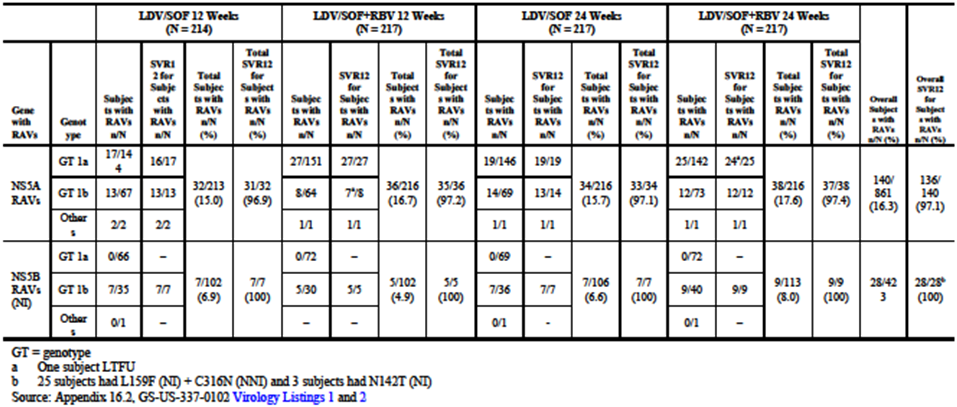 LDV/SOF 12 Weeks (N = 214) LDV/SOF+RBV 12 Weeks (N = 217) LDV/SOF 24 Weeks (N = 217) LDV/SOF+RBV 24 Weeks (N = 217)
Gene with RAVs Genot ype Subjec ts with RAVs n/N SVR1 2 for Subje cts with RAVs n/N Total Subjec ts with RAVs n/N (%) Total SVR12 for Subject s with RAVs n/N (%) Subjec ts with RAVs n/N SVR12 for Subjec ts with RAVs n/N Total Subjec ts with RAVs n/N (%) Total SVR12 for Subject s with RAVs n/N (%) Subjec ts with RAVs n/N SVR12 for Subjec ts with RAVs n/N Total Subjec ts with RAVs n/N (%) Total SVR12 for Subject s with RAVs n/N (%) Subjec ts with RAVs n/N SVR12 for Subjec ts with RAVs n/N Total Subjec ts with RAVs n/N (%) Total SVR12 for Subject s with RAVs n/N (%) Overall Subject s with RAVs n/N (%) Overall SVR12 for Subject s with RAVs n/N (%)
NS5A RAVs GT 1a 17/14 4 16/17 32/213 (15.0) 31/32 (96.9) 27/151 27/27 36/216 (16.7) 35/36 (97.2) 19/146 19/19 34/216 (15.7) 33/34 (97.1) 25/142 24a/25 38/216 (17.6) 37/38 (97.4) 140/ 861 (16.3) 136/ 140 (97.1)
GT 1b 13/67 13/13 8/64 7a/8 14/69 13/14 12/73 12/12
Other s 2/2 2/2 1/1 1/1 1/1 1/1 1/1 1/1
NS5B RAVs (NI) GT 1a 0/66 – 7/102 (6.9) 7/7 (100) 0/72 – 5/102 (4.9) 5/5 (100) 0/69 – 7/106 (6.6) 7/7 (100) 0/72 – 9/113 (8.0) 9/9 (100) 28/42 3 28/28b (100)
GT 1b 7/35 7/7 5/30 5/5 7/36 7/7 9/40 9/9
Other s 0/1 – – – 0/1 - 0/1 –
GT = genotype
a One subject LTFU
b 25 subjects had L159F (NI) + C316N (NNI) and 3 subjects had N142T (NI)
Source: Appendix 16.2, GS-US-337-0102 Virology Listings 1 and 2